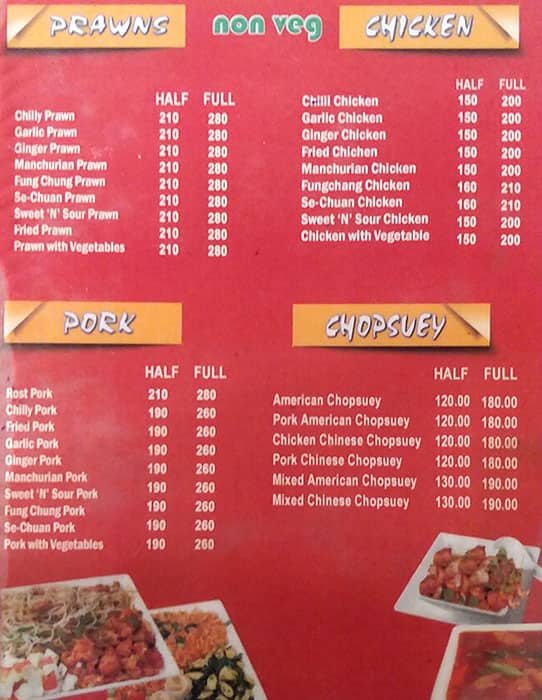 PRAWNS
non veg
CHICKEN
HALF FULL
Chilly Prawn 210 280
Garlic Prawn 210 280
Ginger Prawn 210 280
Manchurian Prawn 210 280
Fung Chung Prawn 210 280
Se-Chuan Prawn 210 280
Sweet 'N' Sour Prawn 210 280
Fried Prawn 210 280
Prawn with Vegetables 210 280
HALF FULL
Chilli Chicken 150 200
Garlic Chicken 150 200
Ginger Chicken 150 200
Fried Chichen 150 200
Manchurian Chicken 150 200
Fungchang Chicken 160 210
Se-Chuan Chicken 160 210
Sweet 'N' Sour Chicken 150 200
Chicken with Vegetable 150 200
PORK
HALF FULL
Rost Pork 210 280
Chilly Pork 190 260
Fried Pork 190 260
Garlic Pork 190 260
Ginger Pork 190 260
Manchurian Pork 190 260
Sweet 'N' Sour Pork 190 260
Fung Chung Pork 190 260
Se-Chuan Pork 190 260
Pork with Vegetables 190 260
CHOPSUEY
HALF FULL
American Chopsuey 120.00 180.00
Pork American Chopsuey 120.00 180.00
Chicken Chinese Chopsuey 120.00 180.00
Pork Chinese Chopsuey 120.00 180.00
Mixed American Chopsuey 130.00 190.00
Mixed Chinese Chopsuey 130.00 190.00